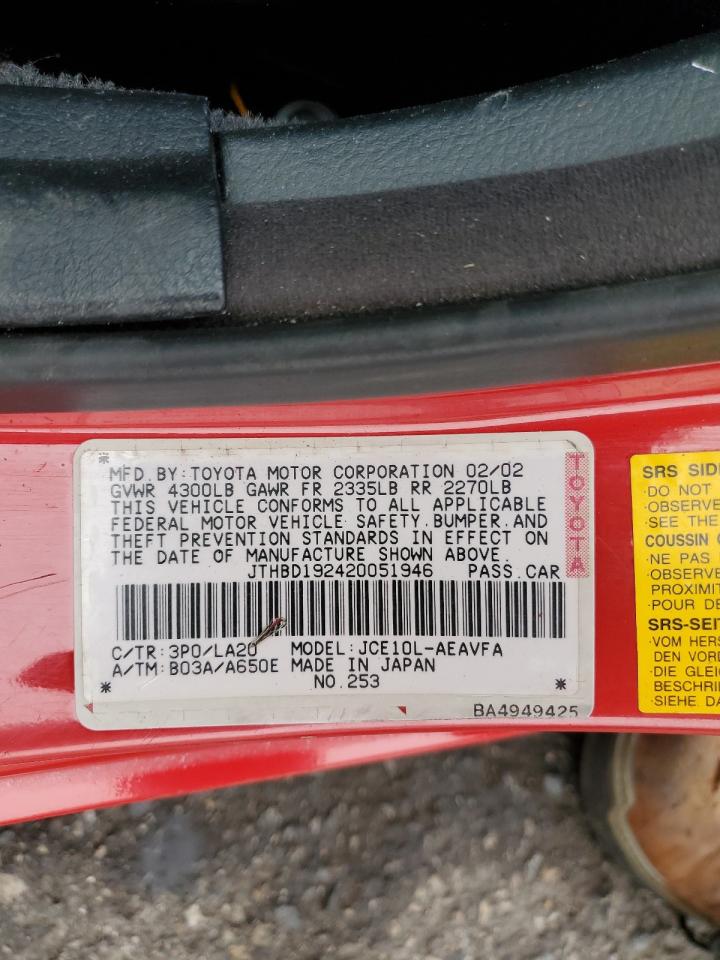 MFD. BY: TOYOTA MOTOR CORPORATION 02/02
GVWR 4300LB GAWR FR 2335LB RR 2270LB
THIS VEHICLE CONFORMS TO ALL APPLICABLE
FEDERAL MOTOR VEHICLE SAFETY, BUMPER, AND
THEFT PREVENTION STANDARDS IN EFFECT ON
THE DATE OF MANUFACTURE SHOWN ABOVE.
JTHBD192420051946 PASS. CAR
TOYOTA
C/TR: 3P0/LA20 MODEL: JCE10L-AEAVFA
A/TM: B03A/A650E MADE IN JAPAN
NO. 253
BA4949425
SRS SIDE
·DO NOT
·OBSERVE
·SEE THE
COUSSIN
·NE PAS
·OBSERVE
PROXIMIT
·POUR DE
SRS-SEIT
·VOM HERS
DEN VORD
·DIE GLEIC
BESCHRI
·SIEHE DA